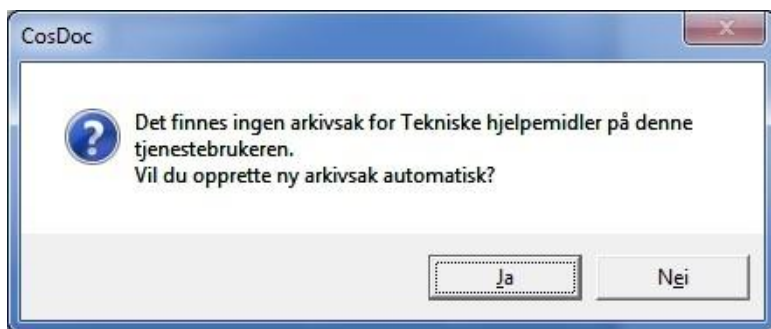 CosDoc
Det finnes ingen arkivsak for Tekniske hjelpemidler på denne
tjenestebrukeren.
Vil du opprette ny arkivsak automatisk?
Ja
Nei